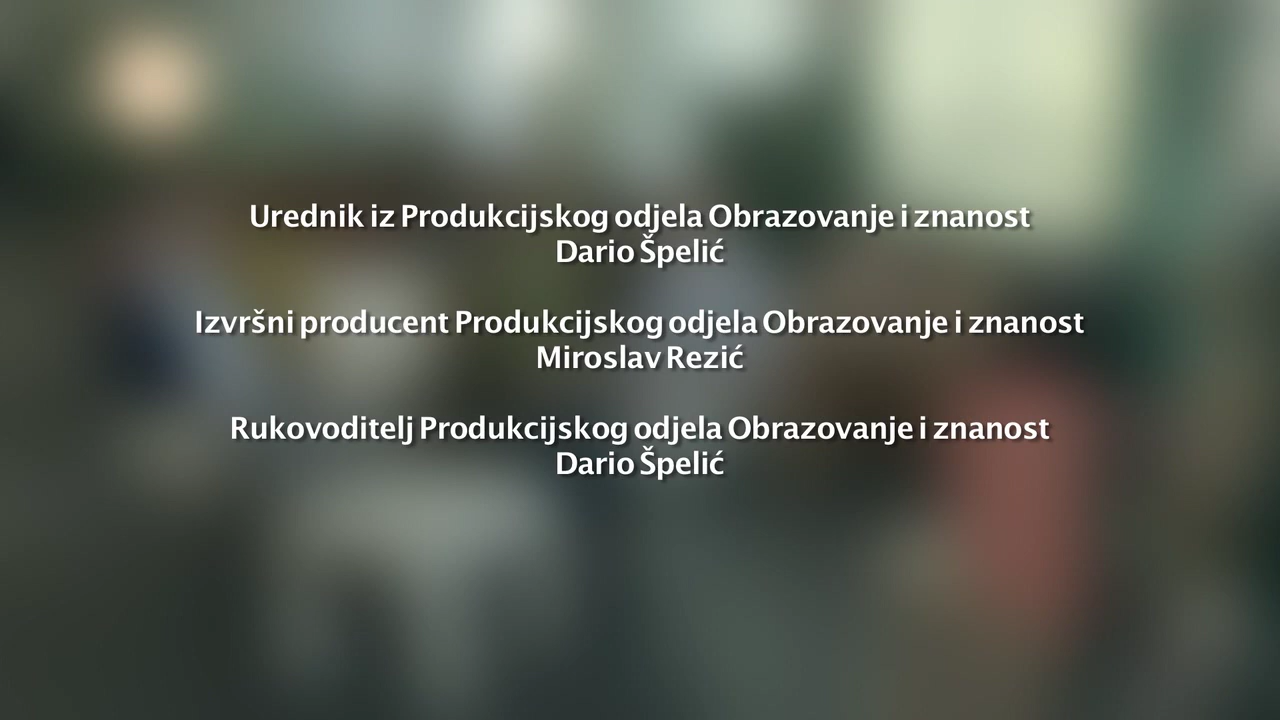 Urednik iz Produkcijskog odjela Obrazovanje i znanost
Dario Špelić
Izvršni producent Produkcijskog odjela Obrazovanje i znanost
Miroslav Rezić
Rukovoditelj Produkcijskog odjela Obrazovanje i znanost
Dario Špelić